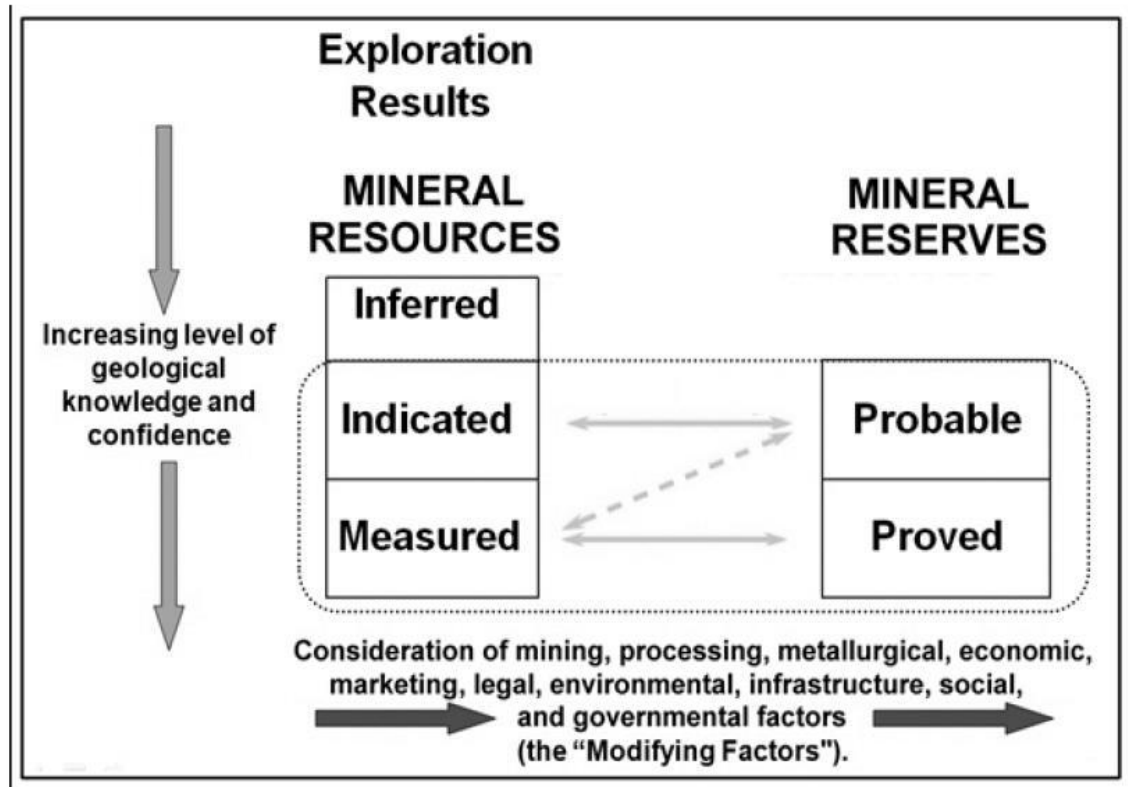 Exploration
Results
MINERAL
RESOURCES
MINERAL
RESERVES
Inferred
Increasing level of
geological
knowledge and
confidence
Indicated
Probable
Measured
Proved
Consideration of mining, processing, metallurgical, economic,
marketing, legal, environmental, infrastructure, social,
and governmental factors
(the “Modifying Factors").